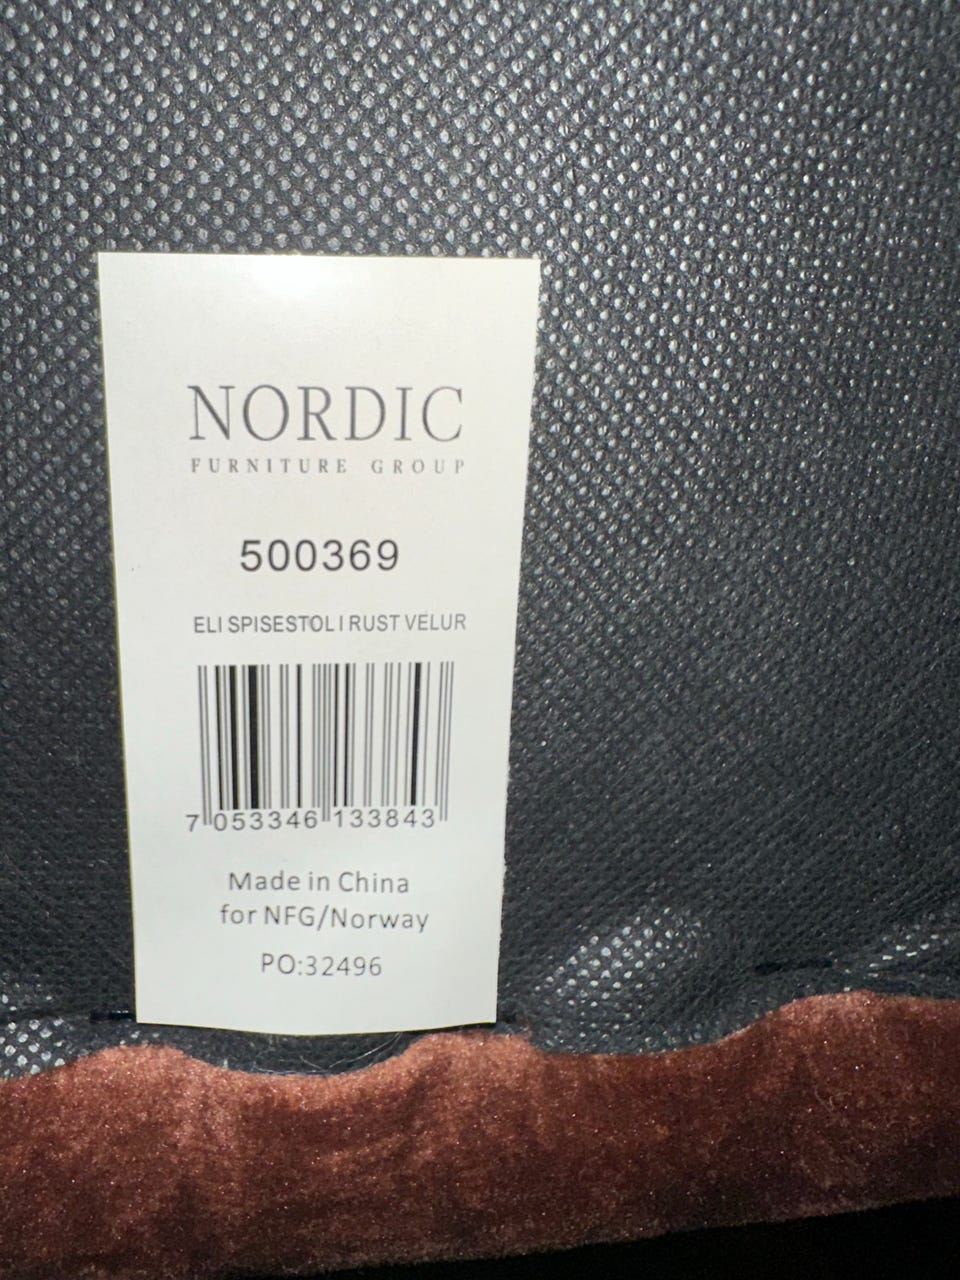 NORDIC
FURNITURE GROUP
500369
ELI SPISESTOL I RUST VELUR
7 053346 133843
Made in China
for NFG/Norway
PO:32496